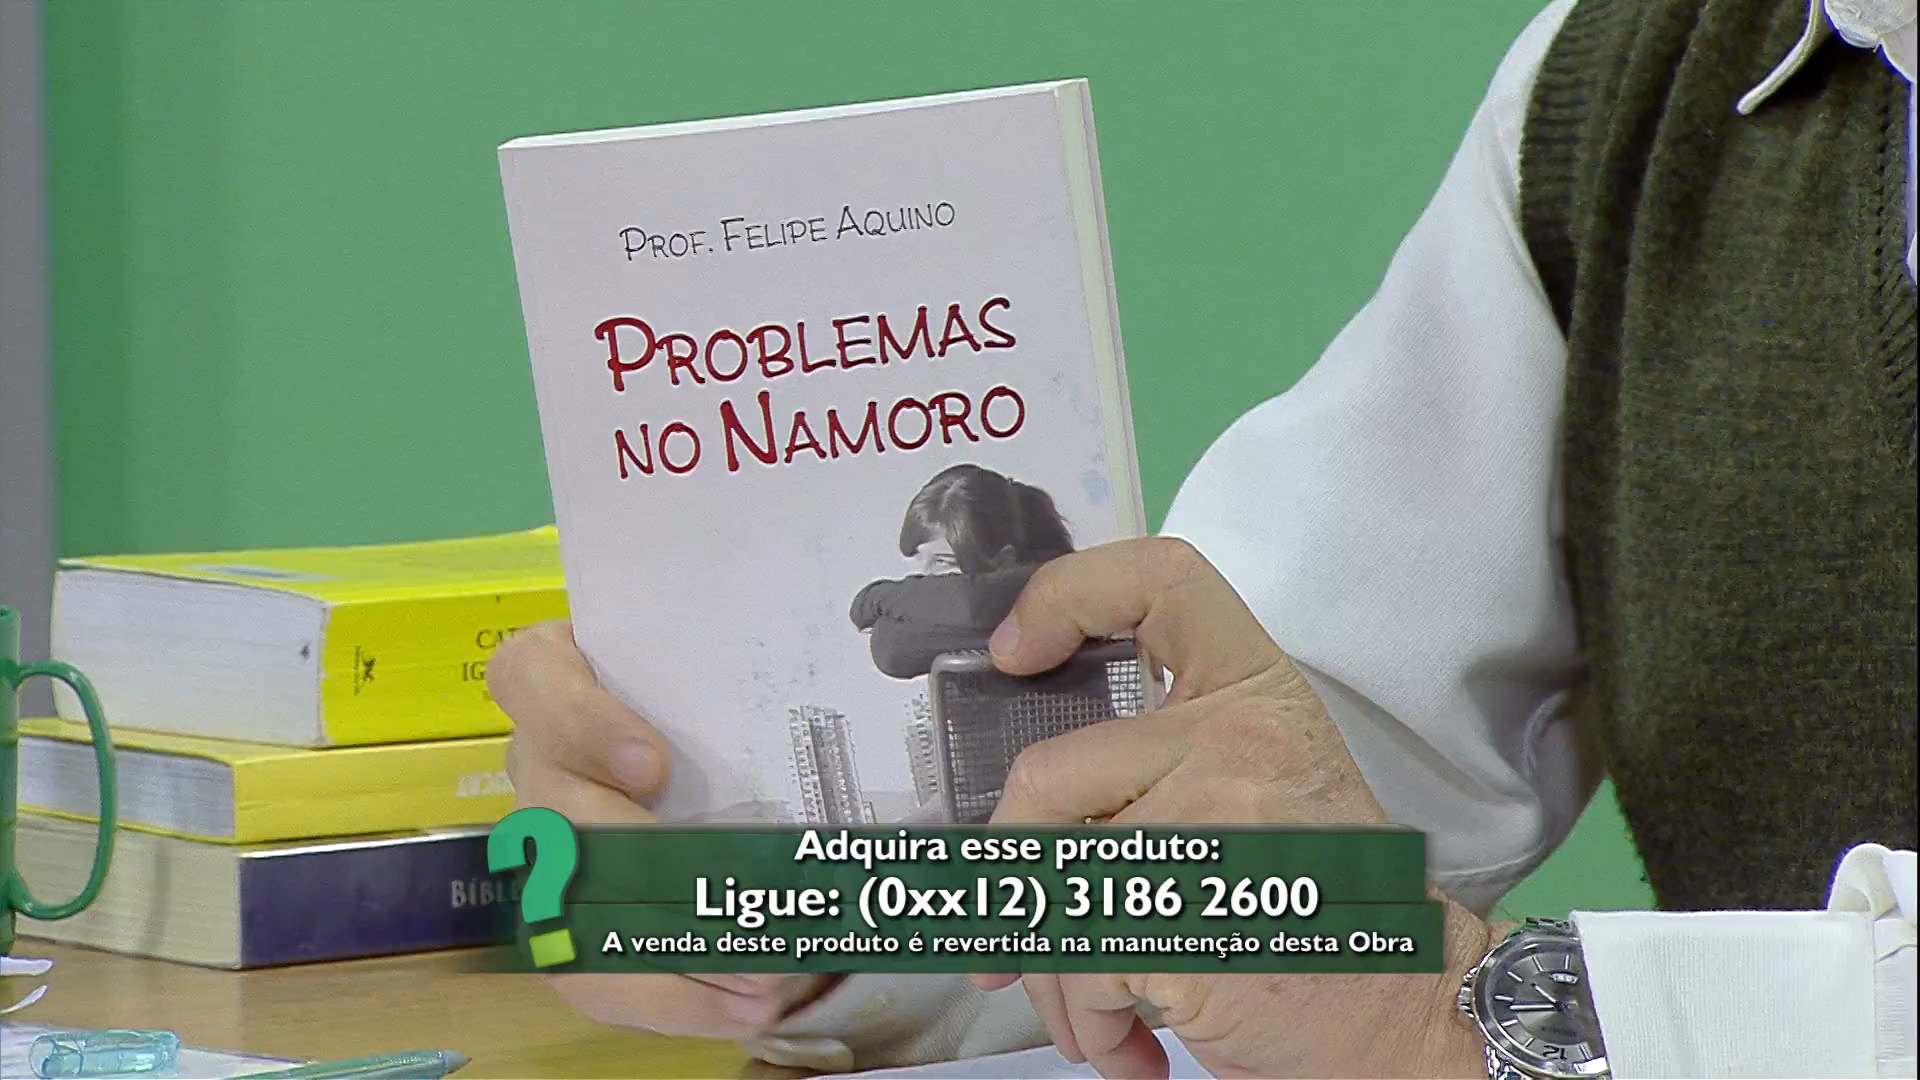 PROF. FELIPE AQUINO
PROBLEMAS
NO NAMORO
Adquira esse produto:
Ligue: (0xx12) 3186 2600
A venda deste produto é revertida na manutenção desta Obra
12